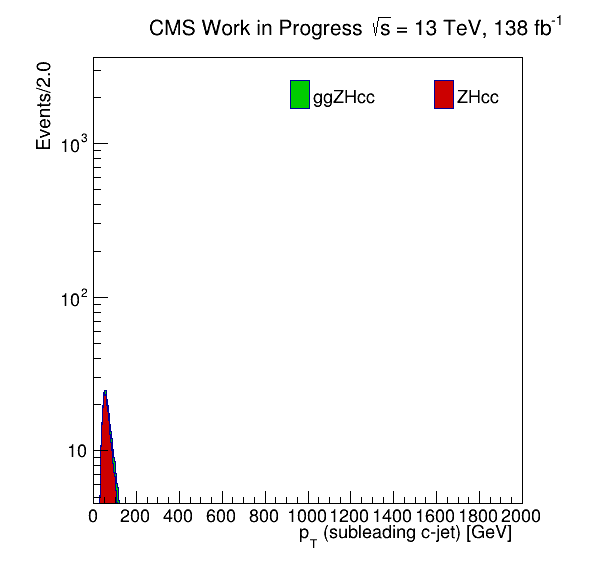 CMS Work in Progress √s = 13 TeV, 138 fb⁻¹
Events/2.0
ggZHcc ZHcc
10³
10²
10
0 200 400 600 800 1000 1200 1400 1600 1800 2000
p_T (subleading c-jet) [GeV]